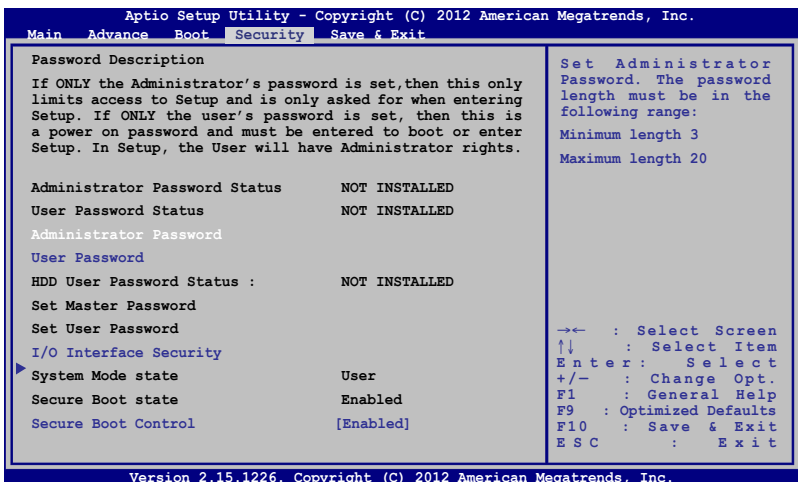 Aptio Setup Utility - Copyright (C) 2012 American Megatrends, Inc.
Main Advance Boot Security Save & Exit
Password Description
If ONLY the Administrator's password is set,then this only
limits access to Setup and is only asked for when entering
Setup. If ONLY the user's password is set, then this is
a power on password and must be entered to boot or enter
Setup. In Setup, the User will have Administrator rights.
Administrator Password Status NOT INSTALLED
User Password Status NOT INSTALLED
Administrator Password
User Password
HDD User Password Status : NOT INSTALLED
Set Master Password
Set User Password
I/O Interface Security
System Mode state User
Secure Boot state Enabled
Secure Boot Control [Enabled]
Set Administrator
Password. The password
length must be in the
following range:
Minimum length 3
Maximum length 20
→← : Select Screen
↑↓ : Select Item
Enter: Select
+/— : Change Opt.
F1 : General Help
F9 : Optimized Defaults
F10 : Save & Exit
ESC : Exit
Version 2.15.1226. Copyright (C) 2012 American Megatrends, Inc.